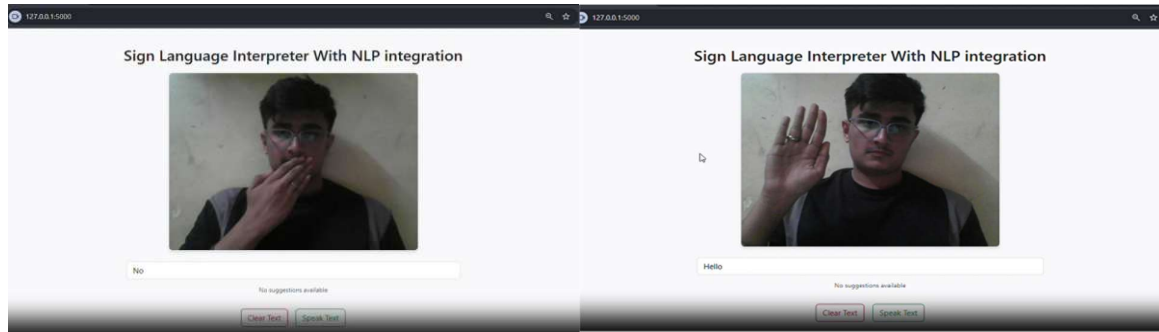 127.0.0.1:5000
Sign Language Interpreter With NLP integration
No
No suggestions available
Clear Text
Speak Text
127.0.0.1:5000
Sign Language Interpreter With NLP integration
Hello
No suggestions available
Clear Text
Speak Text